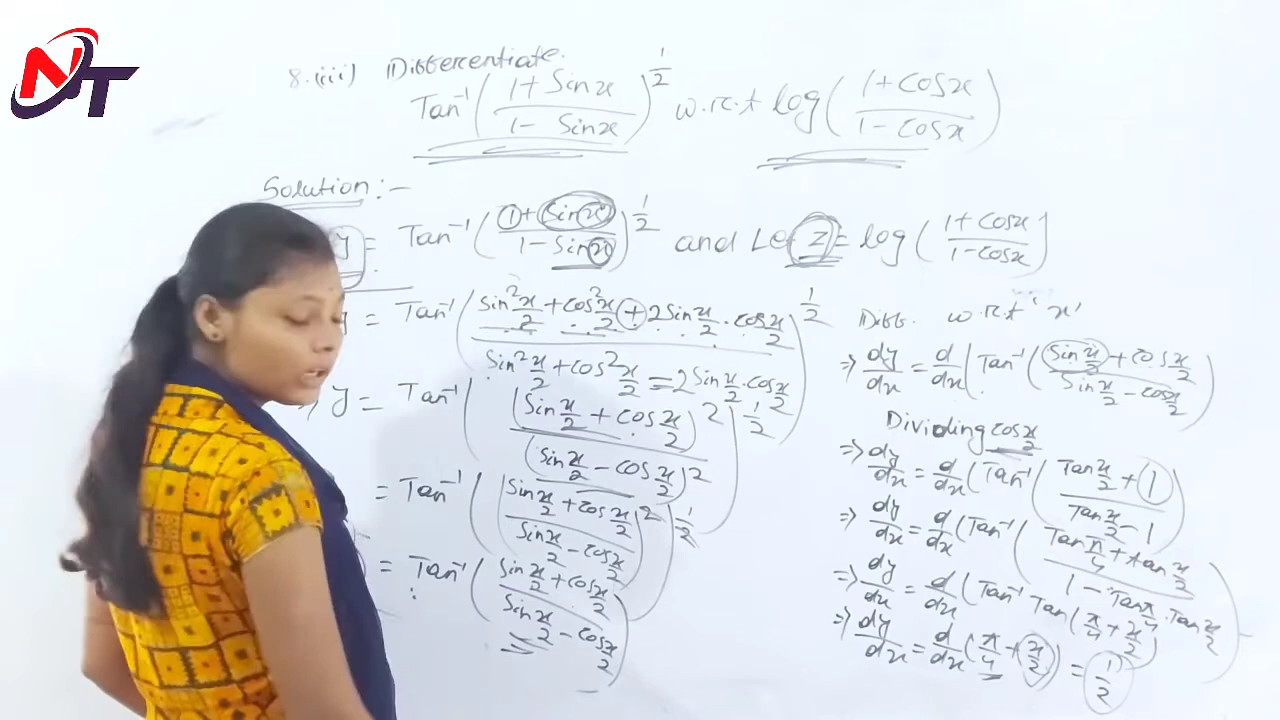 NT
8.(iii) Differentiate.
Tan⁻¹ ( 1 + Sinx / 1 - Sinx )^1/2 w.r.t log ( 1 + Cosx / 1 - Cosx )
Solution :-
y = Tan⁻¹ ( 1 + Sinx / 1 - Sinx )^1/2 and Let z = log ( 1 + Cosx / 1 - Cosx )
= Tan⁻¹ ( Sin² x/2 + Cos² x/2 + 2 Sin x/2 . Cos x/2 / Sin² x/2 + Cos² x/2 = 2 Sin x/2 . Cos x/2 )^1/2
⇒ y = Tan⁻¹ ( ( Sin x/2 + Cos x/2 )² / ( Sin x/2 - Cos x/2 )² )^1/2
= Tan⁻¹ ( ( Sin x/2 + Cos x/2 / Sin x/2 - Cos x/2 )² )^1/2
= Tan⁻¹ ( Sin x/2 + Cos x/2 / Sin x/2 - Cos x/2 )
Diff. w.r.t 'x'
⇒ dy/dx = d/dx ( Tan⁻¹ ( Sin x/2 + Cos x/2 / Sin x/2 - Cos x/2 )
Dividing Cos x/2
⇒ dy/dx = d/dx ( Tan⁻¹ ( Tan x/2 + 1 / Tan x/2 - 1 )
⇒ dy/dx = d/dx ( Tan⁻¹ ( Tan π/4 + tan x/2 / 1 - Tan π/4 . Tan x/2 )
⇒ dy/dx = d/dx ( Tan⁻¹ Tan ( π/4 + x/2 )
⇒ dy/dx = d/dx ( π/4 + x/2 ) = 1/2